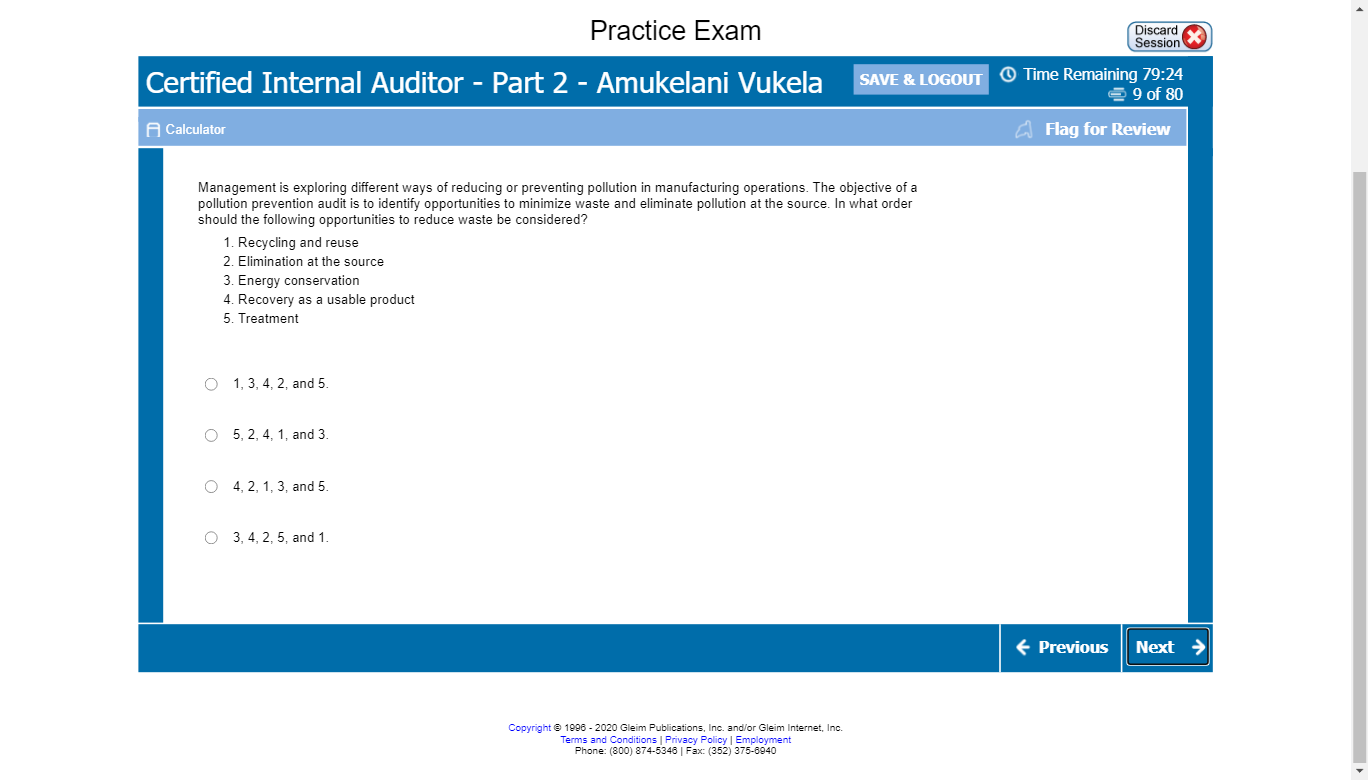 Practice Exam
Discard
Session
Certified Internal Auditor - Part 2 - Amukelani Vukela
SAVE & LOGOUT
Time Remaining 79:24
9 of 80
Calculator
Flag for Review
Management is exploring different ways of reducing or preventing pollution in manufacturing operations. The objective of a
pollution prevention audit is to identify opportunities to minimize waste and eliminate pollution at the source. In what order
should the following opportunities to reduce waste be considered?
1. Recycling and reuse
2. Elimination at the source
3. Energy conservation
4. Recovery as a usable product
5. Treatment
1, 3, 4, 2, and 5.
5, 2, 4, 1, and 3.
4, 2, 1, 3, and 5.
3, 4, 2, 5, and 1.
Previous
Next
Copyright © 1996 - 2020 Gleim Publications, Inc. and/or Gleim Internet, Inc.
Terms and Conditions | Privacy Policy | Employment
Phone: (800) 874-5346 | Fax: (352) 375-6940